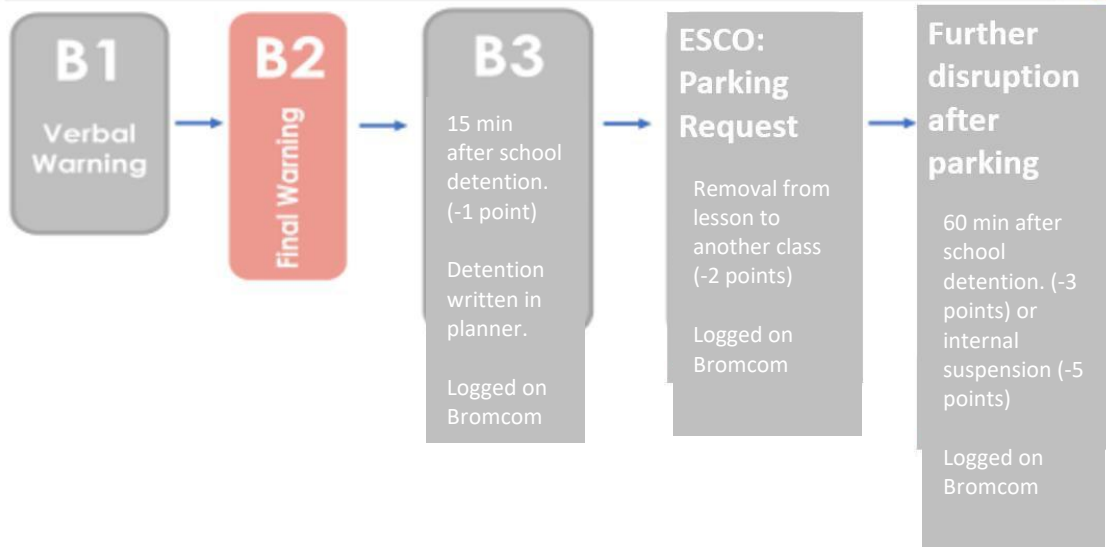 B1
Verbal
Warning
B2
Final Warning
B3
15 min
after school
detention.
(-1 point)
Detention
written in
planner.
Logged on
Bromcom
ESCO:
Parking
Request
Removal from
lesson to
another class
(-2 points)
Logged on
Bromcom
Further
disruption
after
parking
60 min after
school
detention. (-3
points) or
internal
suspension (-5
points)
Logged on
Bromcom